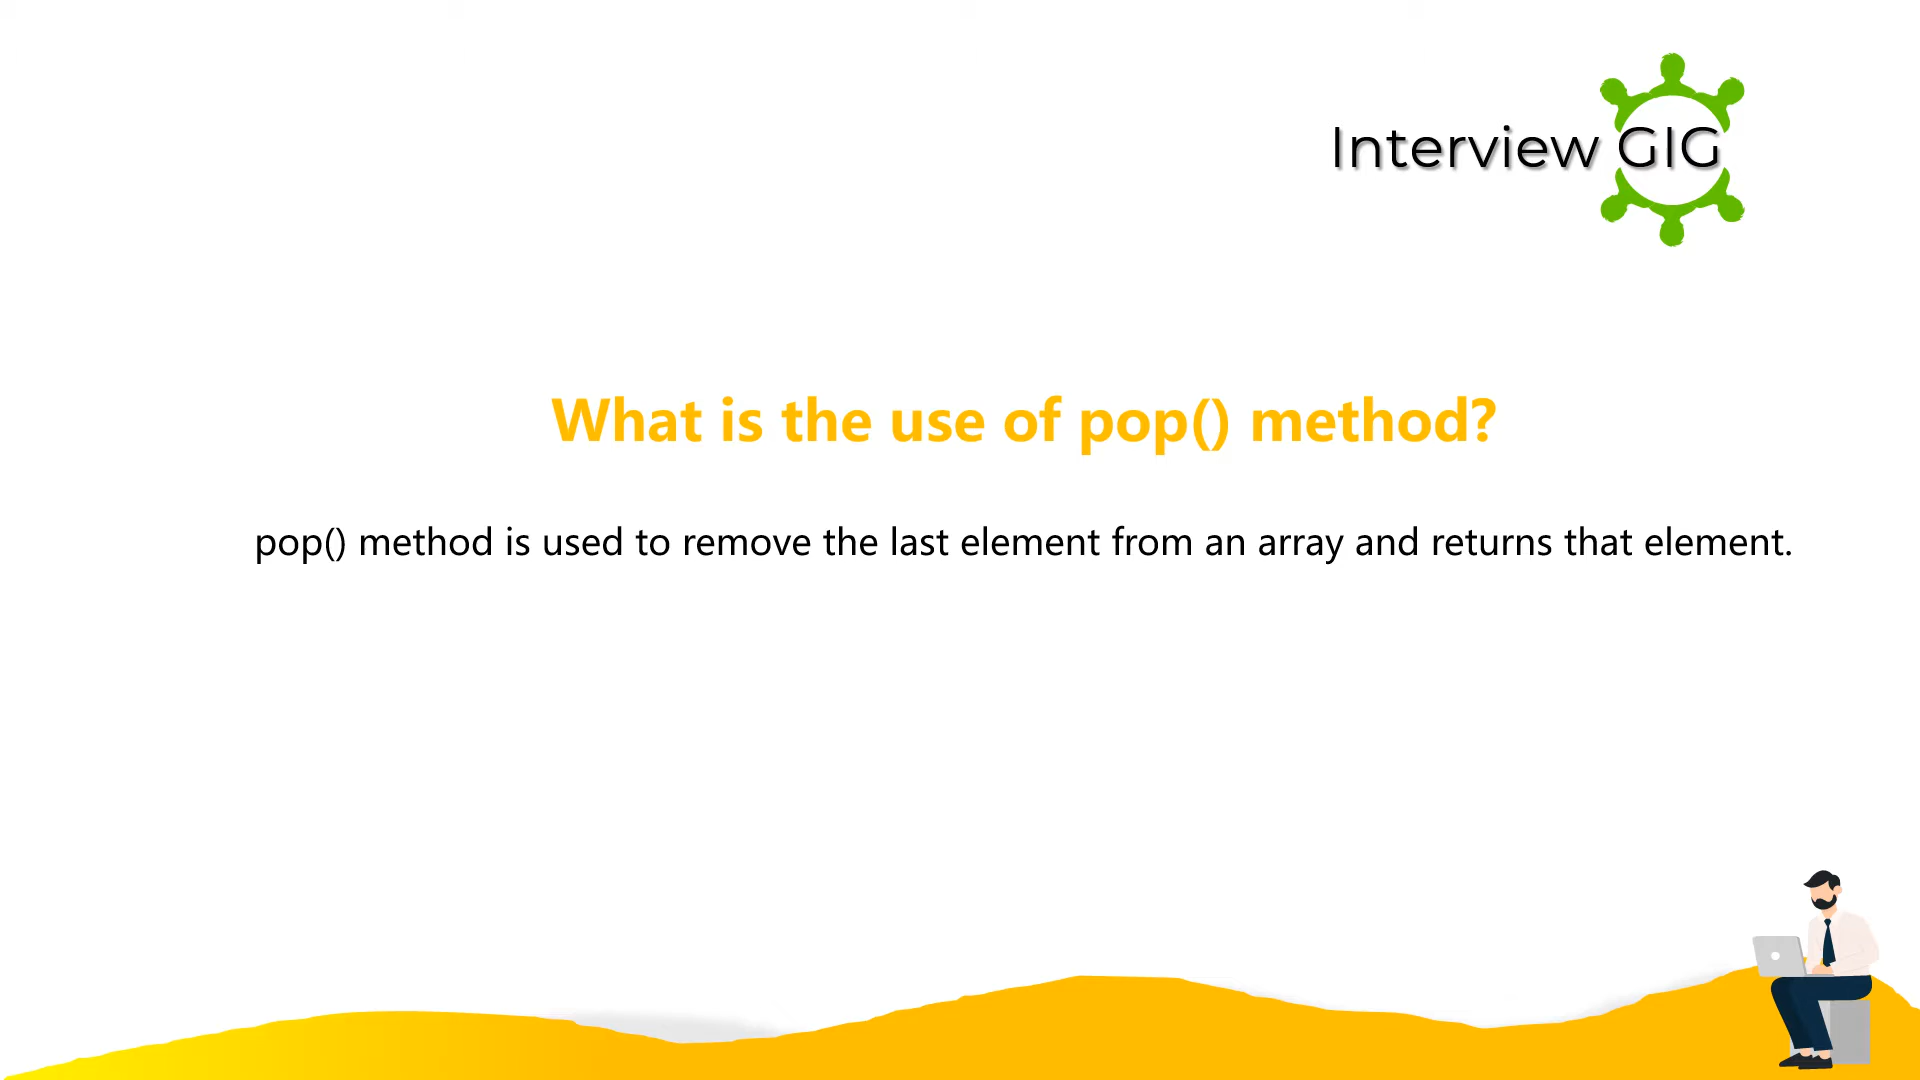 Interview GIG
What is the use of pop() method?
pop() method is used to remove the last element from an array and returns that element.